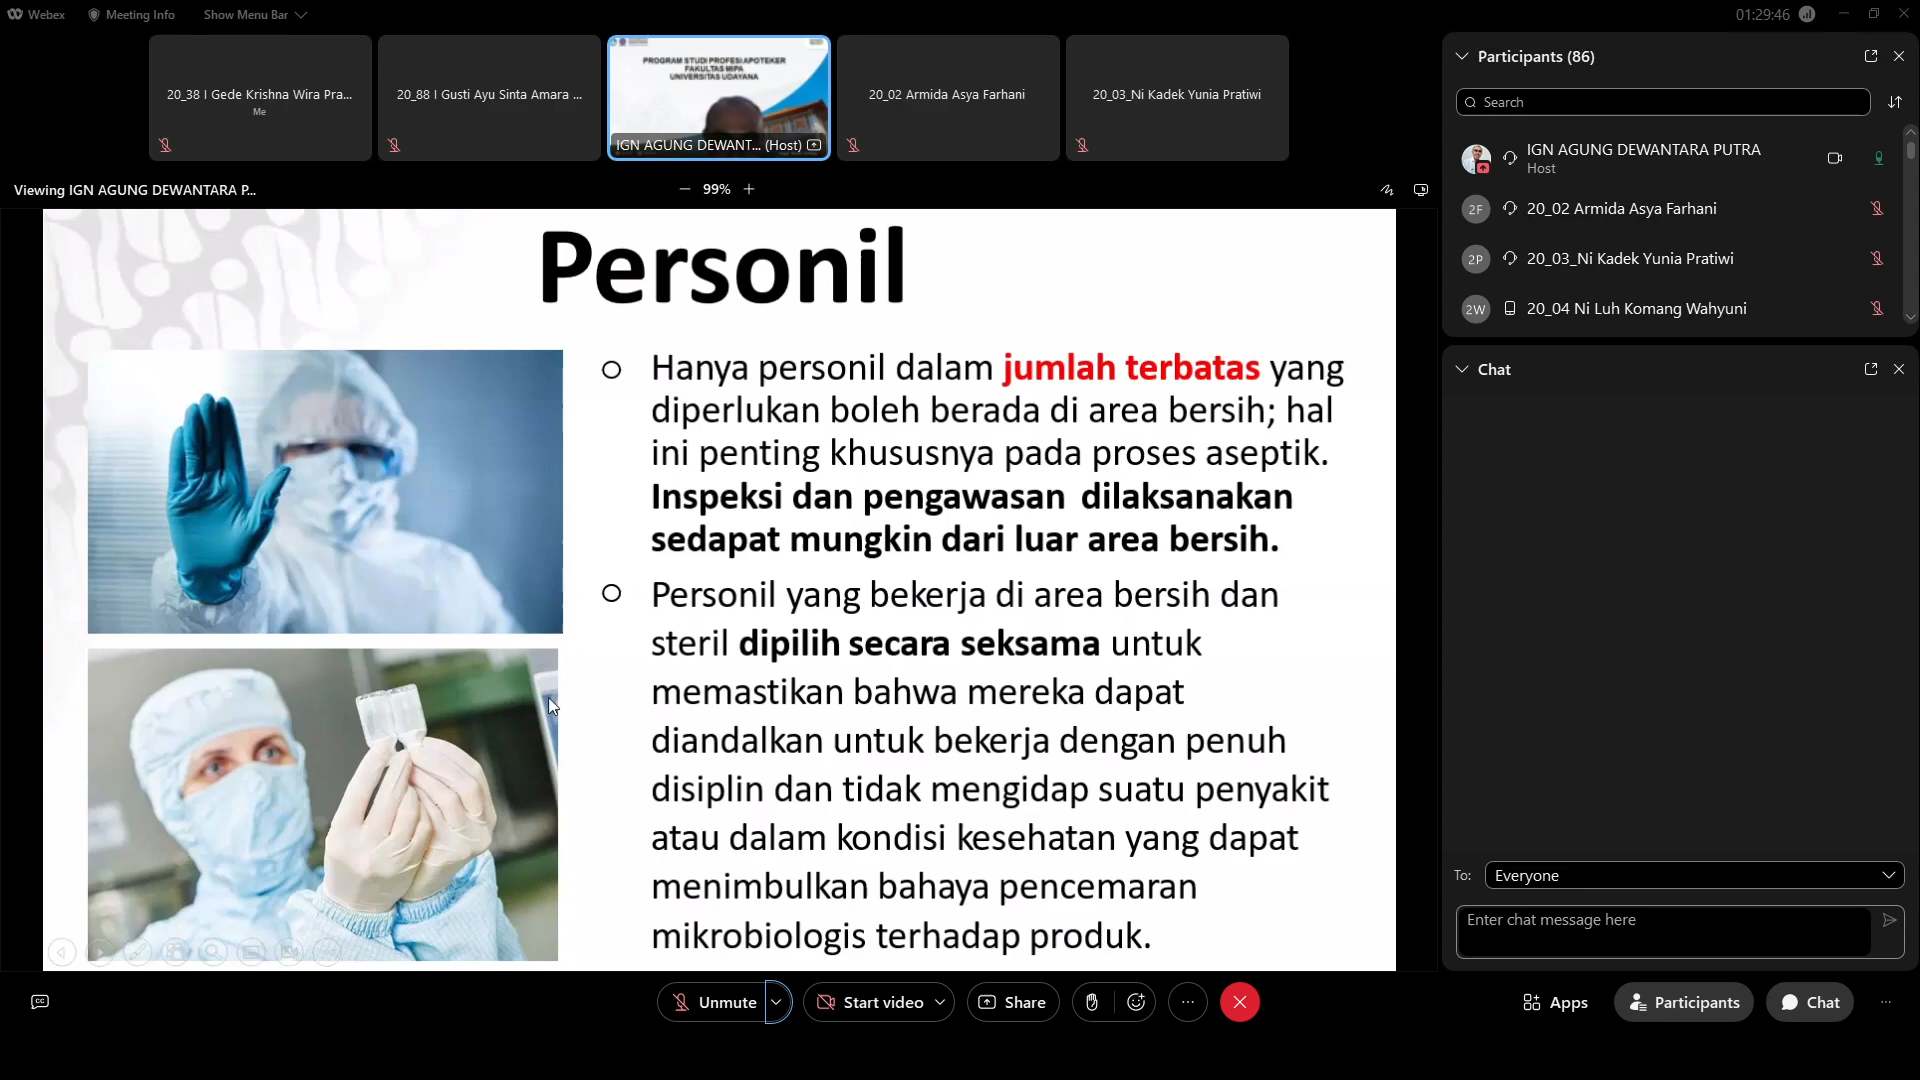 Webex
Meeting Info
Show Menu Bar
01:29:46
20_38 I Gede Krishna Wira Pra...
Me
20_88 I Gusti Ayu Sinta Amara ...
PROGRAM STUDI PROFESI APOTEKER
FAKULTAS MIPA
UNIVERSITAS UDAYANA
IGN AGUNG DEWANT... (Host)
20_02 Armida Asya Farhani
20_03_Ni Kadek Yunia Pratiwi
Viewing IGN AGUNG DEWANTARA P...
99%
Personil
Hanya personil dalam jumlah terbatas yang
diperlukan boleh berada di area bersih; hal
ini penting khususnya pada proses aseptik.
Inspeksi dan pengawasan dilaksanakan
sedapat mungkin dari luar area bersih.
Personil yang bekerja di area bersih dan
steril dipilih secara seksama untuk
memastikan bahwa mereka dapat
diandalkan untuk bekerja dengan penuh
disiplin dan tidak mengidap suatu penyakit
atau dalam kondisi kesehatan yang dapat
menimbulkan bahaya pencemaran
mikrobiologis terhadap produk.
Participants (86)
Search
IGN AGUNG DEWANTARA PUTRA
Host
2F
20_02 Armida Asya Farhani
2P
20_03_Ni Kadek Yunia Pratiwi
2W
20_04 Ni Luh Komang Wahyuni
Chat
To:
Everyone
Enter chat message here
CC
Unmute
Start video
Share
Apps
Participants
Chat